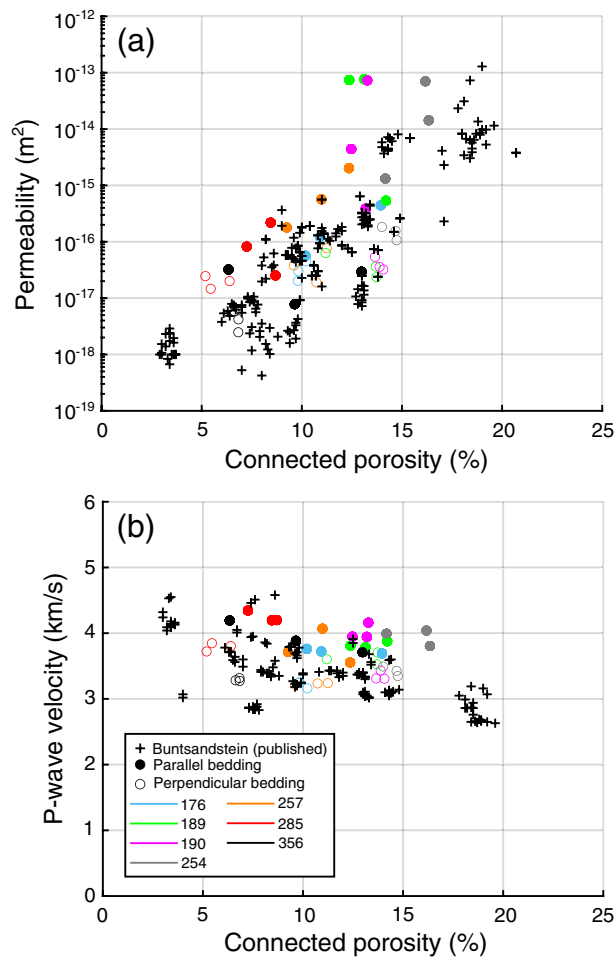 (a)
10-12
10-13
10-14
10-15
10-16
10-17
10-18
10-19
Permeability (m2)
0 5 10 15 20 25
Connected porosity (%)
(b)
6
5
4
3
2
1
0
P-wave velocity (km/s)
Buntsandstein (published)
Parallel bedding
Perpendicular bedding
176 257
189 285
190 356
254
0 5 10 15 20 25
Connected porosity (%)